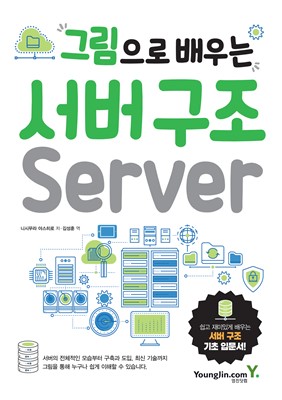 그림으로 배우는
서버 구조
Server
니시무라 야스히로 저·김성훈 역
쉽고 재미있게 배우는
서버 구조
기초 입문서!
서버의 전체적인 모습부터 구축과 도입, 최신 기술까지
그림을 통해 누구나 쉽게 이해할 수 있습니다.
YoungJin.com Y.
영진닷컴